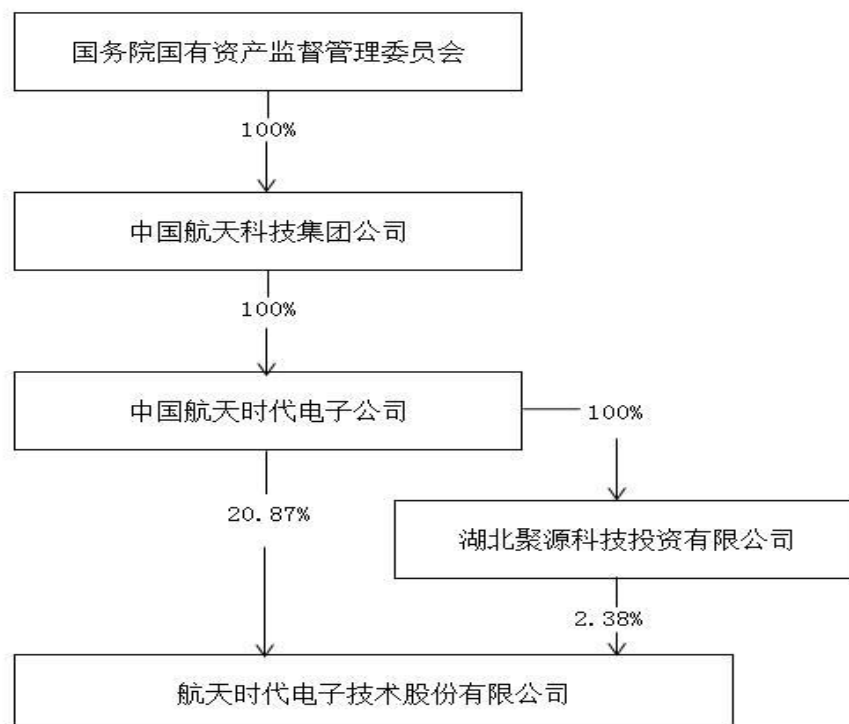 国务院国有资产监督管理委员会
100%
中国航天科技集团公司
100%
中国航天时代电子公司
100%
20.87%
湖北聚源科技投资有限公司
2.38%
航天时代电子技术股份有限公司